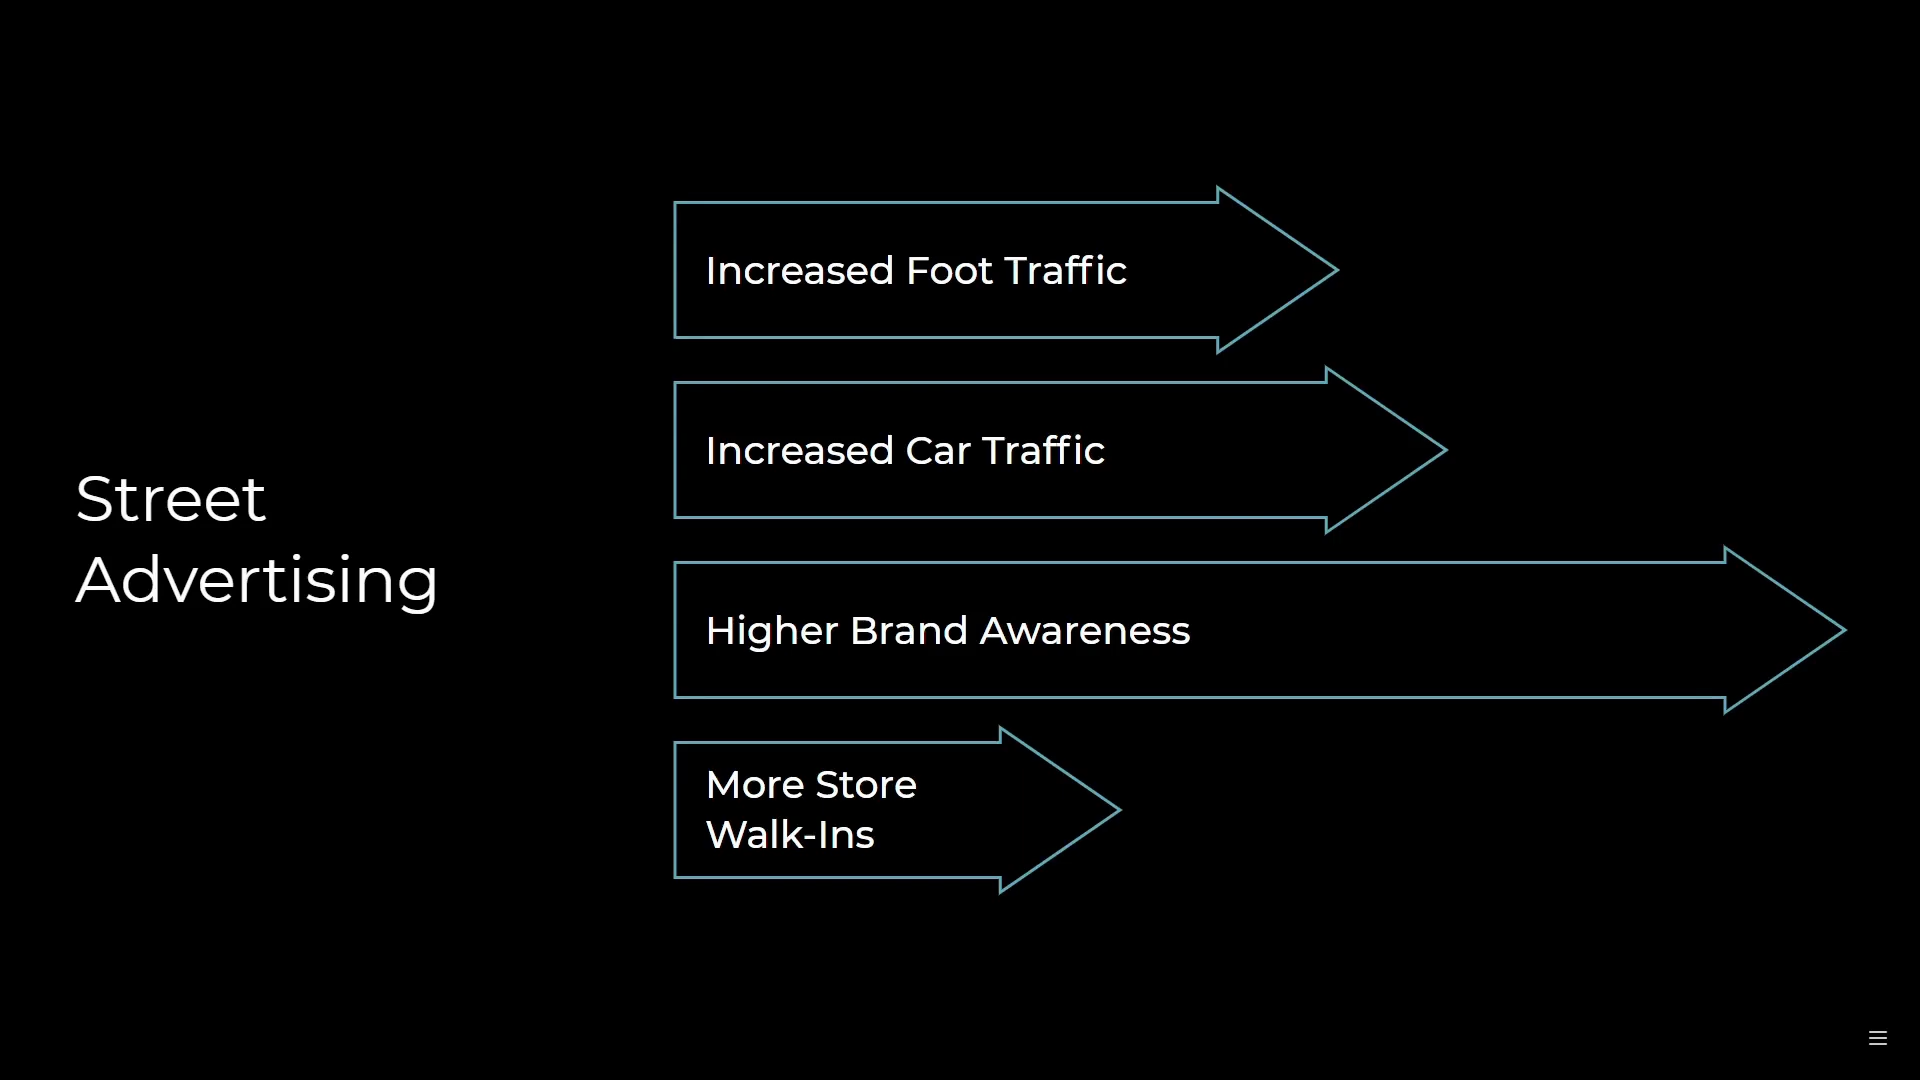 Street
Advertising
Increased Foot Traffic
Increased Car Traffic
Higher Brand Awareness
More Store
Walk-Ins